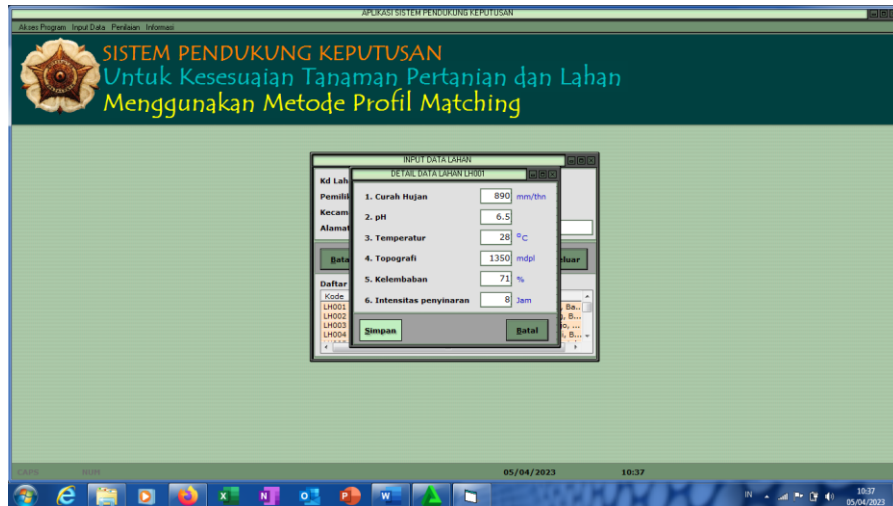 APLIKASI SISTEM PENDUKUNG KEPUTUSAN
Akses Program Input Data Penilaian Informasi
SISTEM PENDUKUNG KEPUTUSAN
Untuk Kesesuaian Tanaman Pertanian dan Lahan
Menggunakan Metode Profil Matching
INPUT DATA LAHAN
DETAIL DATA LAHAN LH001
Kd Lah
Pemili
Kecam
Alamat
1. Curah Hujan 890 mm/thn
2. pH 6.5
3. Temperatur 28 °C
4. Topografi 1350 mdpl
5. Kelembaban 71 %
6. Intensitas penyinaran 8 Jam
Bata
eluar
Daftar
Kode
LH001 , Ba...
LH002 , B...
LH003 o, ...
LH004 i, B...
Simpan Batal
CAPS NUM 05/04/2023 10:37
IN 10:37
05/04/2023